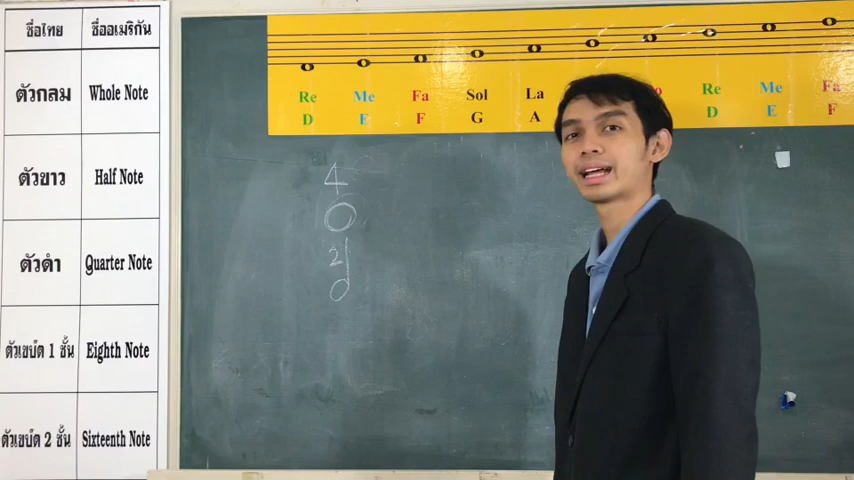 ชื่อไทย ชื่ออเมริกัน
ตัวกลม Whole Note
ตัวขาว Half Note
ตัวดำ Quarter Note
ตัวเขบ็ต 1 ชั้น Eighth Note
ตัวเขบ็ต 2 ชั้น Sixteenth Note
Re Me Fa Sol La Re Me Fa
D E F G A D E F
4
2